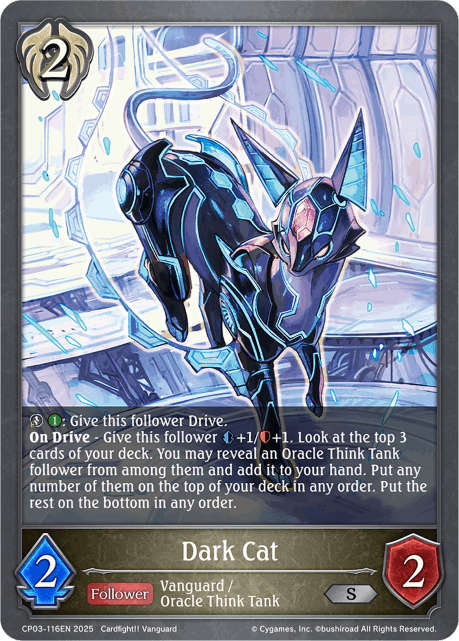 2
1: Give this follower Drive.
On Drive - Give this follower +1/+1. Look at the top 3
cards of your deck. You may reveal an Oracle Think Tank
follower from among them and add it to your hand. Put any
number of them on the top of your deck in any order. Put the
rest on the bottom in any order.
Dark Cat
2
Follower
Vanguard /
Oracle Think Tank
S
2
CP03-116EN 2025 Cardfight!! Vanguard
© Cygames, Inc. ©bushiroad All Rights Reserved.